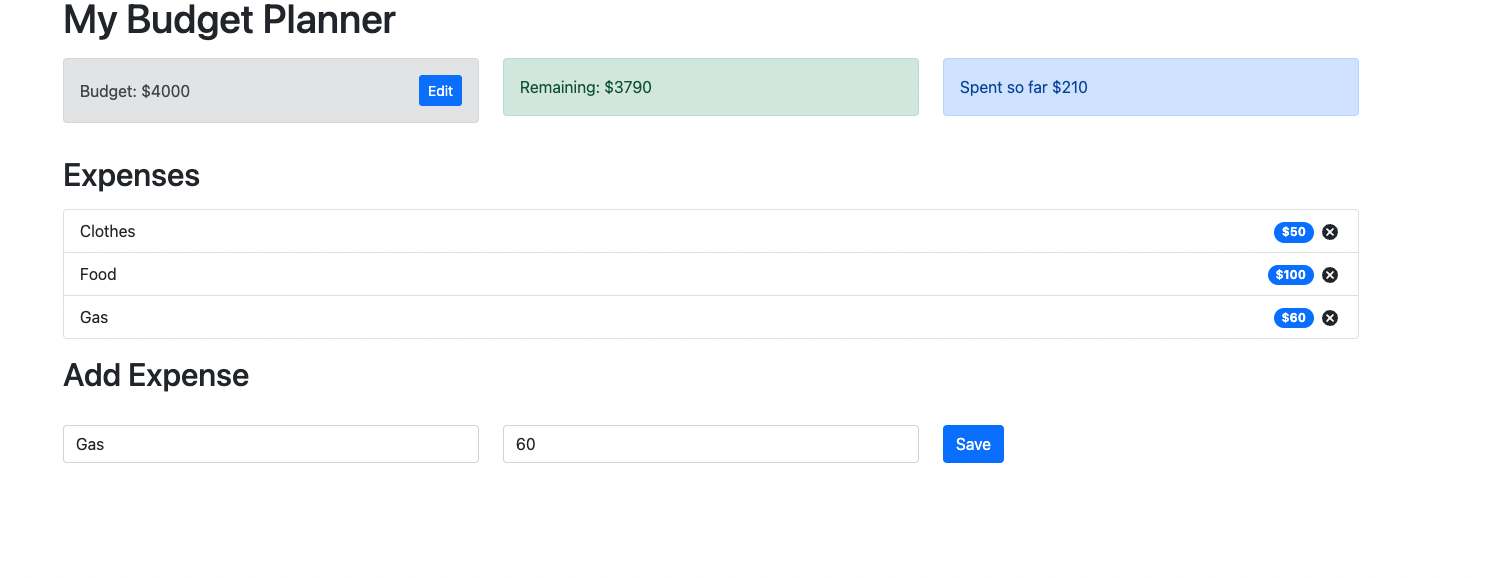 My Budget Planner
Budget: $4000 Edit
Remaining: $3790
Spent so far $210
Expenses
Clothes $50
Food $100
Gas $60
Add Expense
Gas 60 Save